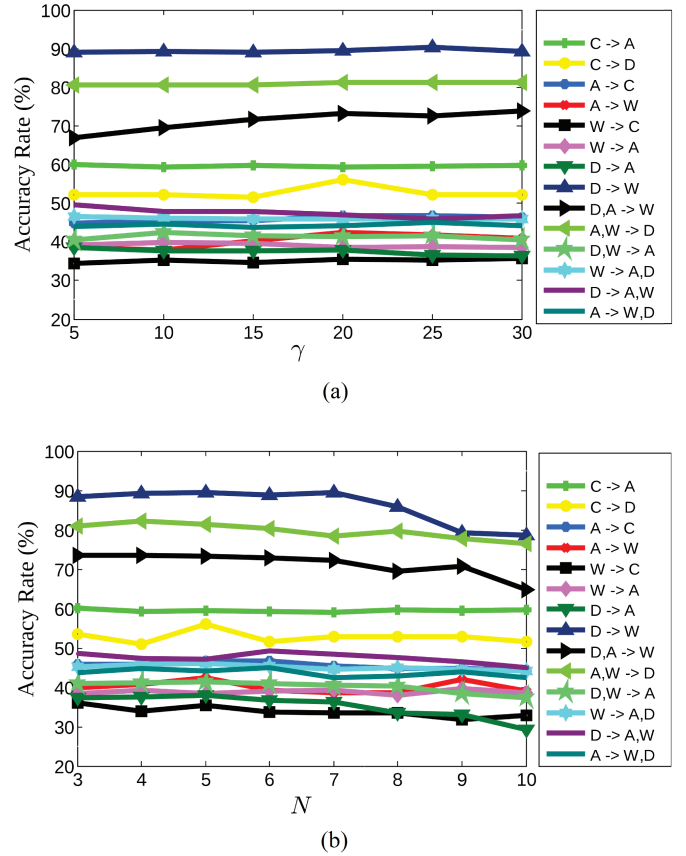 100
90
80
70
60
50
40
30
20
Accuracy Rate (%)
5 10 15 20 25 30
γ
C -> A
C -> D
A -> C
A -> W
W -> C
W -> A
D -> A
D -> W
D,A -> W
A,W -> D
D,W -> A
W -> A,D
D -> A,W
A -> W,D
(a)
100
90
80
70
60
50
40
30
20
Accuracy Rate (%)
3 4 5 6 7 8 9 10
N
C -> A
C -> D
A -> C
A -> W
W -> C
W -> A
D -> A
D -> W
D,A -> W
A,W -> D
D,W -> A
W -> A,D
D -> A,W
A -> W,D
(b)